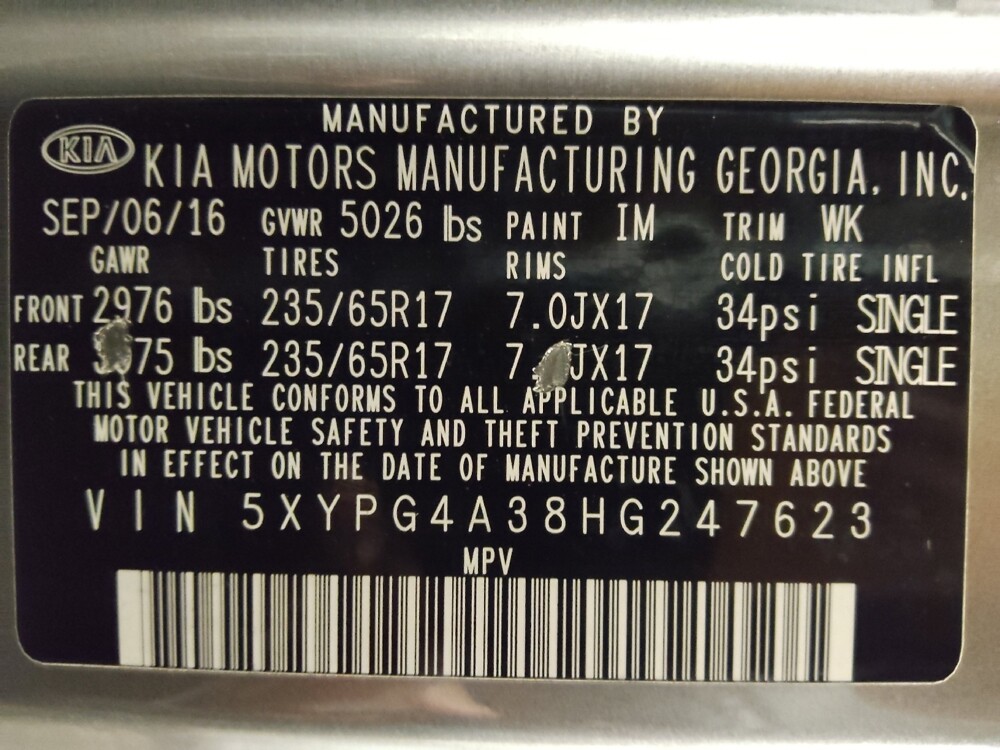 MANUFACTURED BY
KIA KIA MOTORS MANUFACTURING GEORGIA, INC.
SEP/06/16 GVWR 5026 lbs PAINT IM TRIM WK
GAWR TIRES RIMS COLD TIRE INFL
FRONT 2976 lbs 235/65R17 7.0JX17 34psi SINGLE
REAR lbs 235/65R17 34psi SINGLE
THIS VEHICLE CONFORMS TO ALL APPLICABLE U.S.A. FEDERAL
MOTOR VEHICLE SAFETY AND THEFT PREVENTION STANDARDS
IN EFFECT ON THE DATE OF MANUFACTURE SHOWN ABOVE
VIN 5XYPG4A38HG247623
MPV